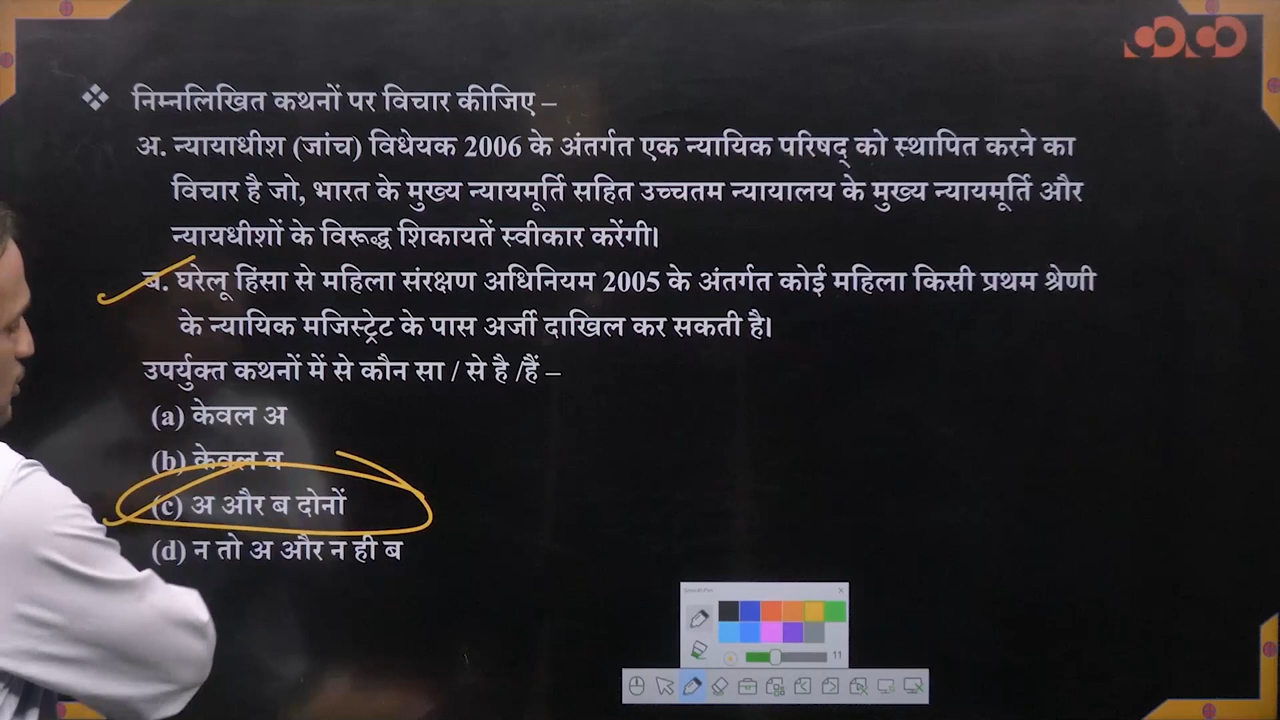 ❖ निम्नलिखित कथनों पर विचार कीजिए –
अ. न्यायाधीश (जांच) विधेयक 2006 के अंतर्गत एक न्यायिक परिषद् को स्थापित करने का
विचार है जो, भारत के मुख्य न्यायमूर्ति सहित उच्चतम न्यायालय के मुख्य न्यायमूर्ति और
न्यायधीशों के विरूद्ध शिकायतें स्वीकार करेंगी।
ब. घरेलू हिंसा से महिला संरक्षण अधिनियम 2005 के अंतर्गत कोई महिला किसी प्रथम श्रेणी
के न्यायिक मजिस्ट्रेट के पास अर्जी दाखिल कर सकती है।
उपर्युक्त कथनों में से कौन सा / से है /हैं –
(a) केवल अ
(b) केवल ब
(c) अ और ब दोनों
(d) न तो अ और न ही ब
11